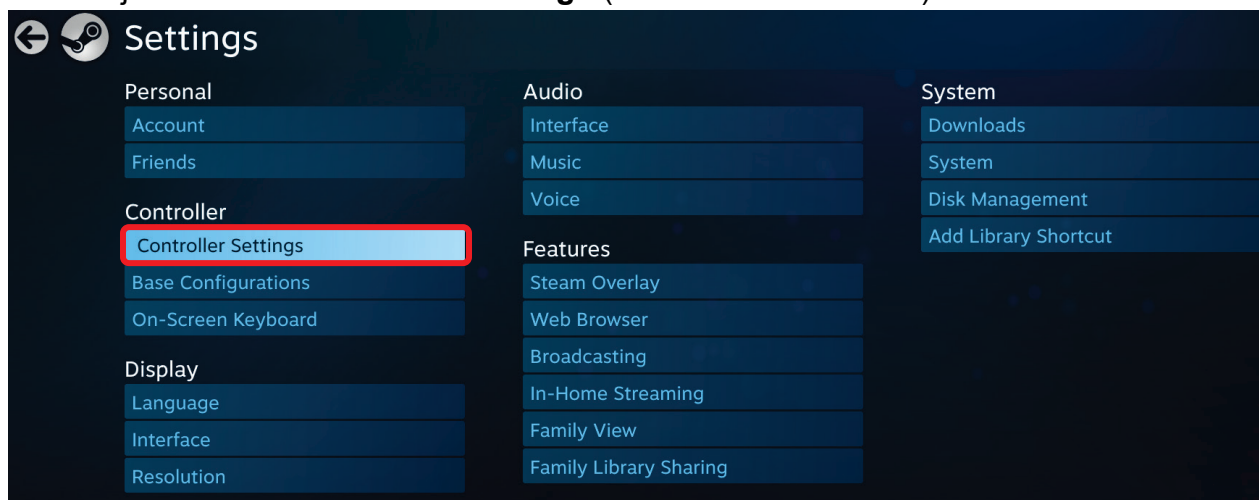 Settings
Personal
Account
Friends
Controller
Controller Settings
Base Configurations
On-Screen Keyboard
Display
Language
Interface
Resolution
Audio
Interface
Music
Voice
Features
Steam Overlay
Web Browser
Broadcasting
In-Home Streaming
Family View
Family Library Sharing
System
Downloads
System
Disk Management
Add Library Shortcut